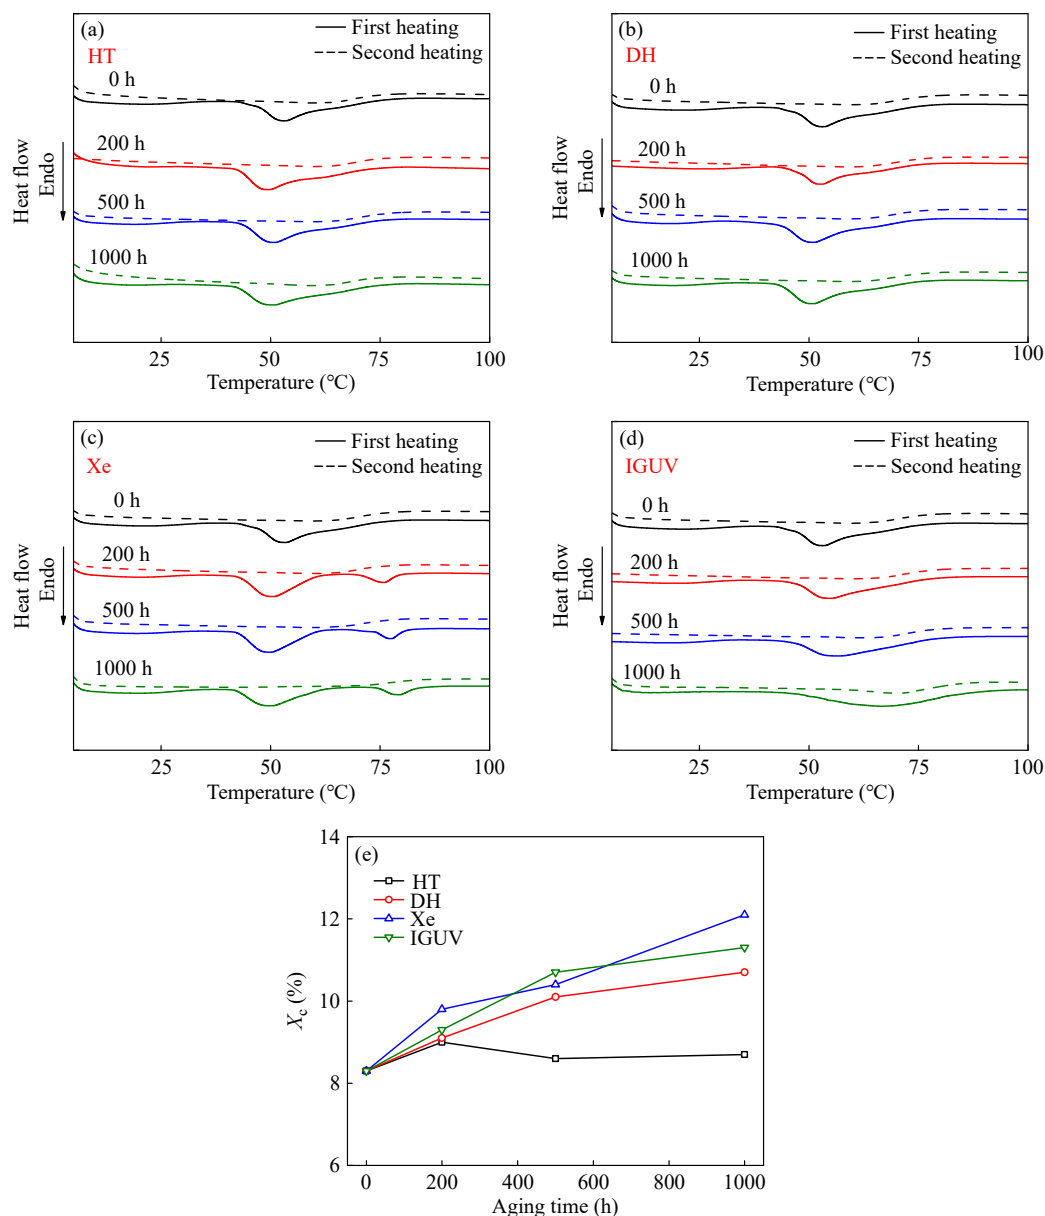 (a)
First heating
Second heating
HT
0 h
200 h
500 h
1000 h
Heat flow
Endo
25 50 75 100
Temperature (℃)
(b)
First heating
Second heating
DH
0 h
200 h
500 h
1000 h
Heat flow
Endo
25 50 75 100
Temperature (℃)
(c)
First heating
Second heating
Xe
0 h
200 h
500 h
1000 h
Heat flow
Endo
25 50 75 100
Temperature (℃)
(d)
First heating
Second heating
IGUV
0 h
200 h
500 h
1000 h
Heat flow
Endo
25 50 75 100
Temperature (℃)
(e)
HT
DH
Xe
IGUV
14
12
10
8
6
Xc (%)
0 200 400 600 800 1000
Aging time (h)